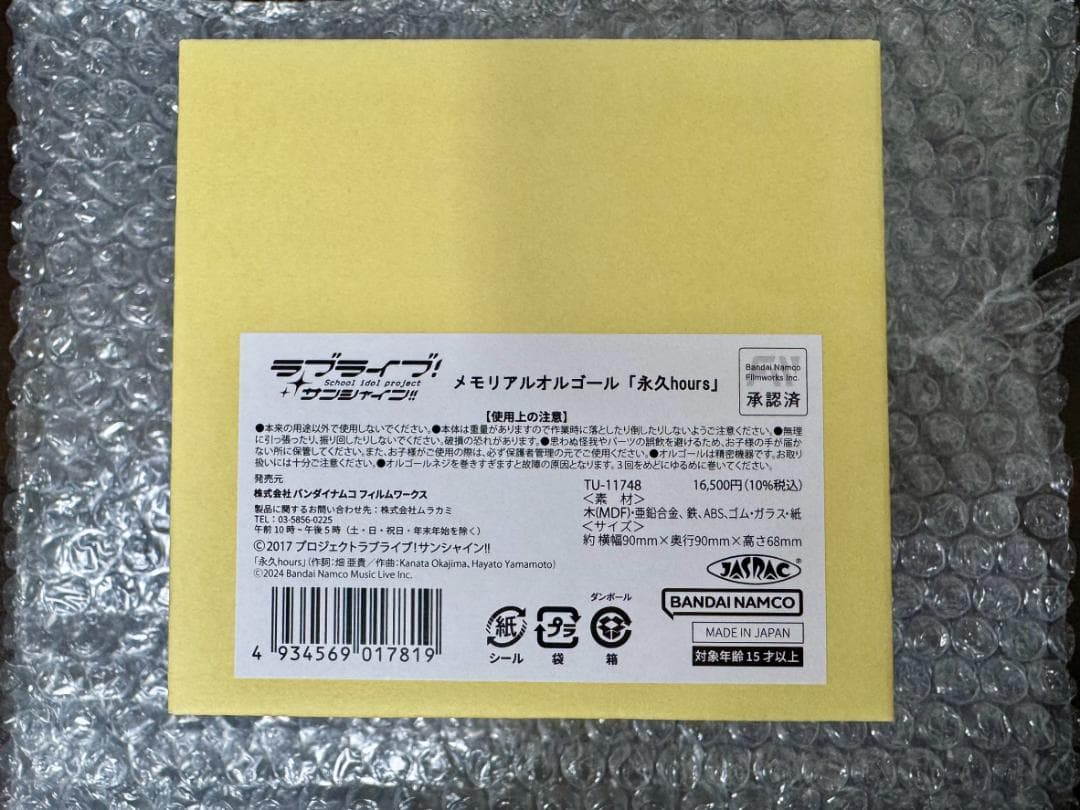 ラブライブ!
School idol project
サンシャイン!!
メモリアルオルゴール「永久hours」
Bandai Namco
Filmworks Inc.
承認済
【使用上の注意】
●本来の用途以外で使用しないでください。●本体は重量がありますので作業時に落としたり倒したりしないようご注意ください。●無理
に引っ張ったり、振り回したりしないでください。破損の恐れがあります。●思わぬ怪我やパーツの誤飲を避けるため、お子様の手が届か
ない所に保管してください。また、お子様がご使用の際は、必ず保護者管理の元でご使用ください。●オルゴールは精密機器です。お取り
扱いには十分ご注意ください。●オルゴールネジを巻きすぎますと故障の原因となります。3回をめどにゆるめに巻いてください。
発売元
株式会社 バンダイナムコ フィルムワークス
製品に関するお問い合わせ先：株式会社ムラカミ
TEL：03-5856-0225
午前10時～午後5時（土・日・祝日・年末年始を除く）
©2017 プロジェクトラブライブ！サンシャイン!!
「永久hours」（作詞：畑 亜貴／作曲：Kanata Okajima、Hayato Yamamoto）
©2024 Bandai Namco Music Live Inc.
TU-11748 16,500円（10%税込）
＜素 材＞
木(MDF)・亜鉛合金、鉄、ABS、ゴム・ガラス・紙
＜サイズ＞
約 横幅90mm×奥行90mm×高さ68mm
JASRAC
BANDAI NAMCO
MADE IN JAPAN
対象年齢15才以上
4 934569 017819
紙
シール
プラ
袋
ダンボール
箱